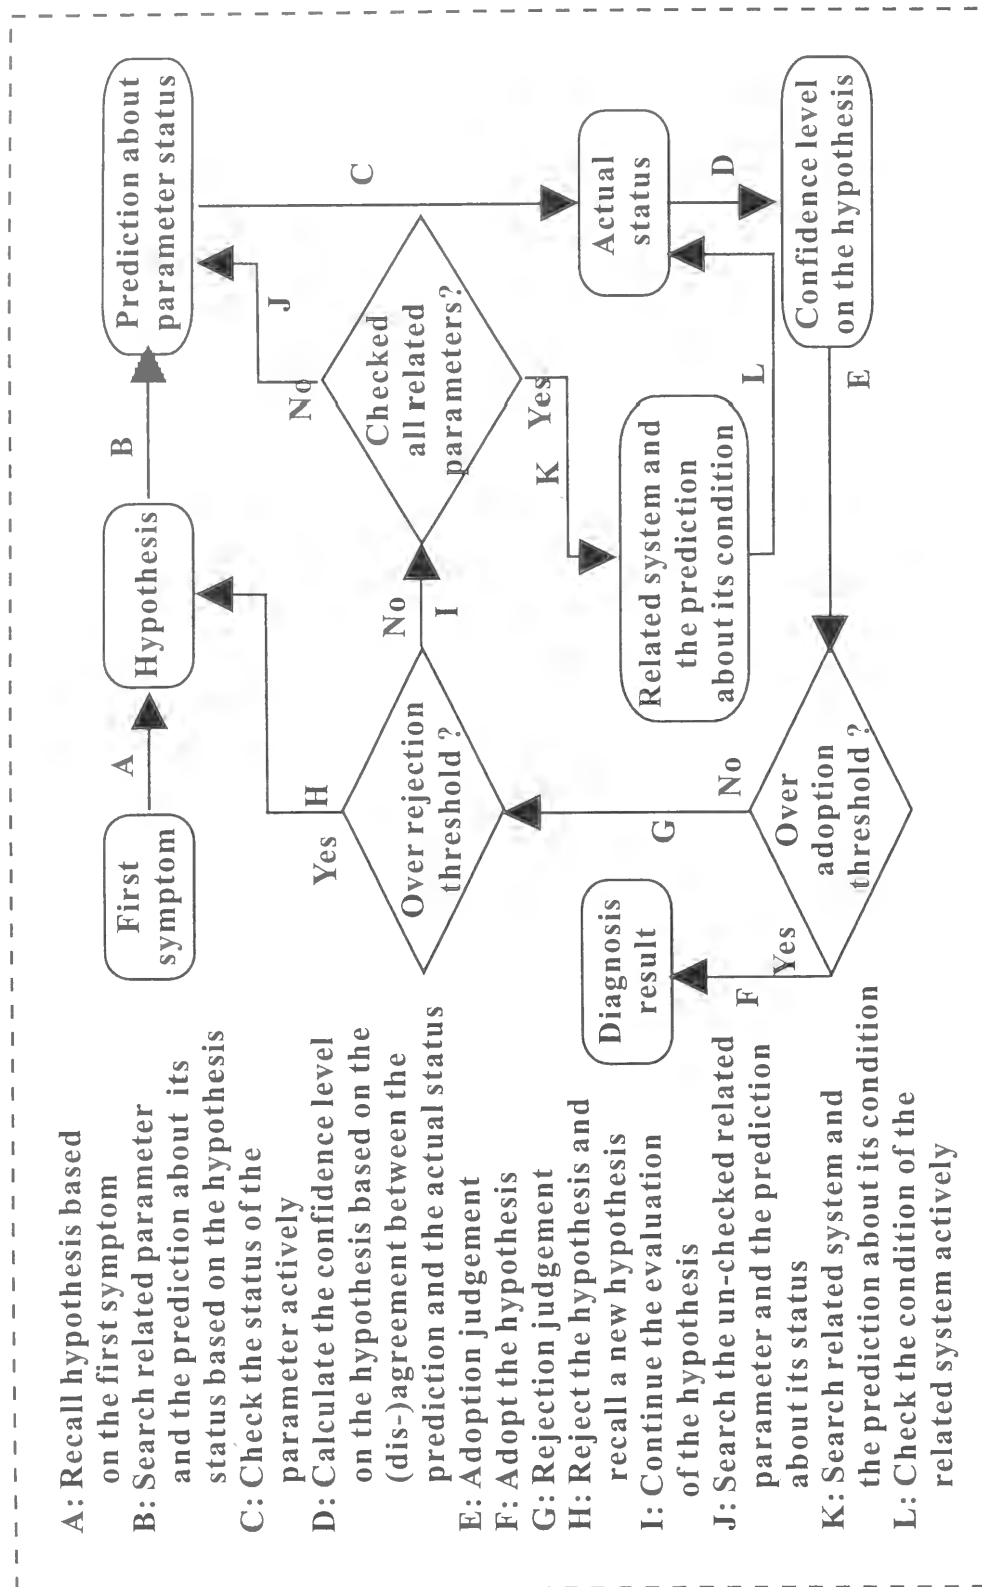 A: Recall hypothesis based
on the first symptom
B: Search related parameter
and the prediction about its
status based on the hypothesis
C: Check the status of the
parameter actively
D: Calculate the confidence level
on the hypothesis based on the
(dis-)agreement between the
prediction and the actual status
E: Adoption judgement
F: Adopt the hypothesis
G: Rejection judgement
H: Reject the hypothesis and
recall a new hypothesis
I: Continue the evaluation
of the hypothesis
J: Search the un-checked related
parameter and the prediction
about its status
K: Search related system and
the prediction about its condition
L: Check the condition of the
related system actively
First
symptom
A
Hypothesis
B
Prediction about
parameter status
Yes
H
Over rejection
threshold ?
No
I
No
J
Checked
all related
parameters?
Yes
K
C
Diagnosis
result
G
Related system and
the prediction
about its condition
L
Actual
status
D
F
Yes
No
Over
adoption
threshold ?
E
Confidence level
on the hypothesis